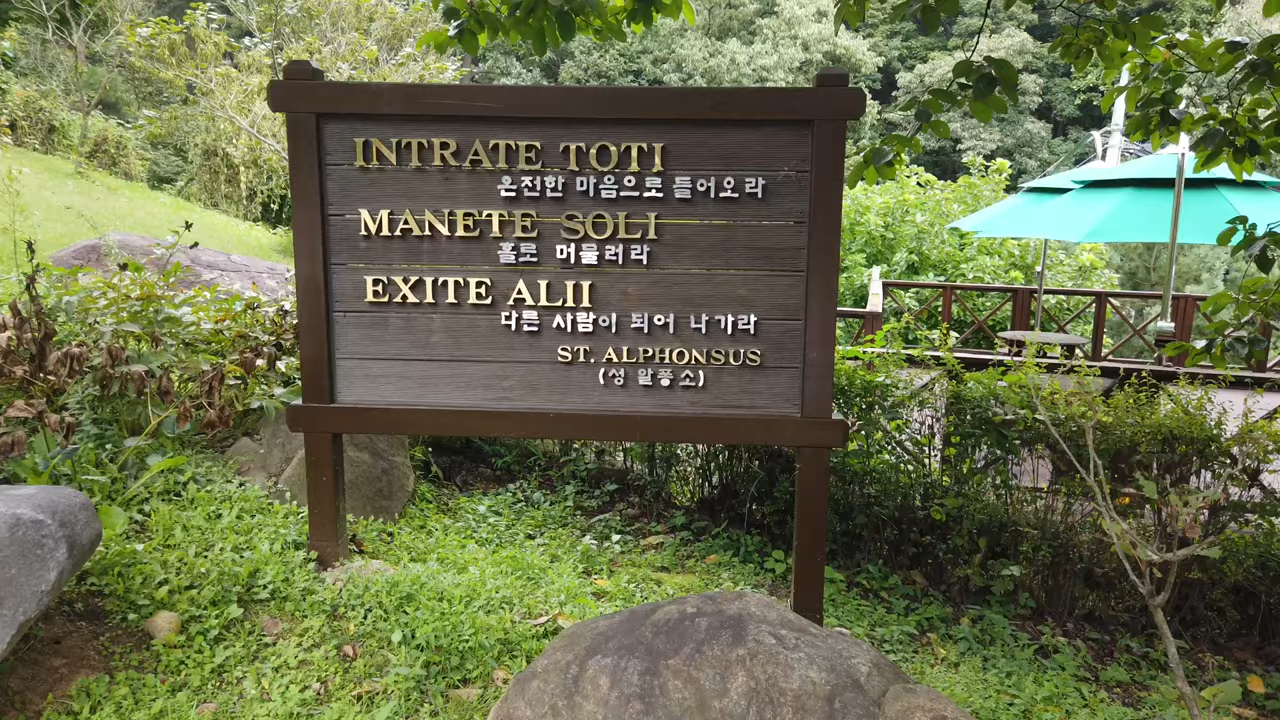 INTRATE TOTI
온전한 마음으로 들어오라
MANETE SOLI
홀로 머물러라
EXITE ALII
다른 사람이 되어 나가라
ST. ALPHONSUS
(성 알퐁소)